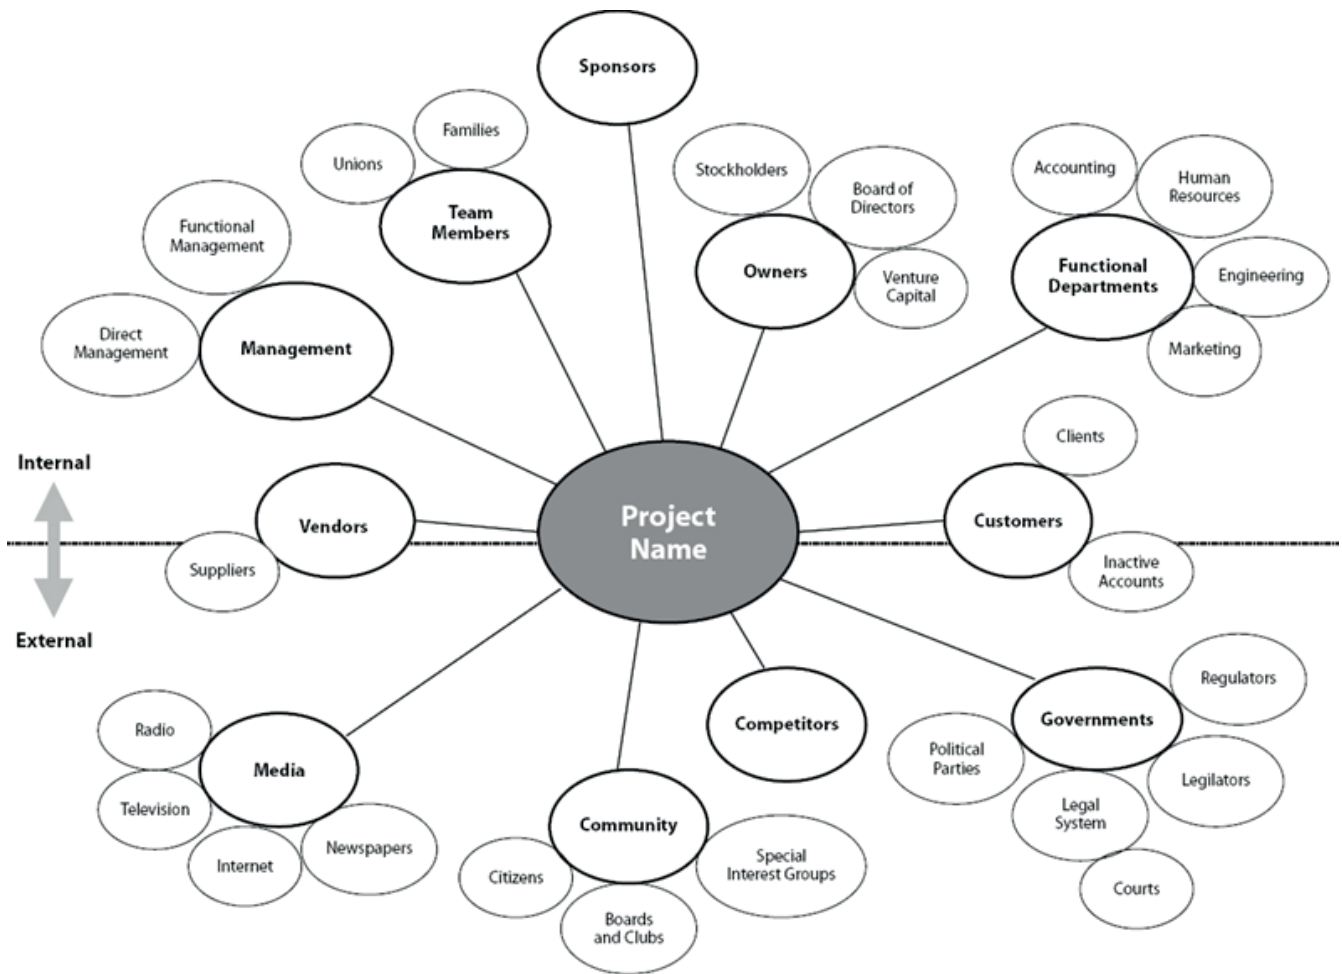 Sponsors
Families
Unions
Team
Members
Stockholders
Board of
Directors
Owners
Venture
Capital
Accounting
Human
Resources
Functional
Departments
Engineering
Marketing
Functional
Management
Direct
Management
Management
Clients
Internal
Vendors
Project
Name
Customers
Suppliers
Inactive
Accounts
External
Radio
Media
Television
Internet
Newspapers
Community
Citizens
Special
Interest Groups
Boards
and Clubs
Competitors
Governments
Regulators
Political
Parties
Legilators
Legal
System
Courts